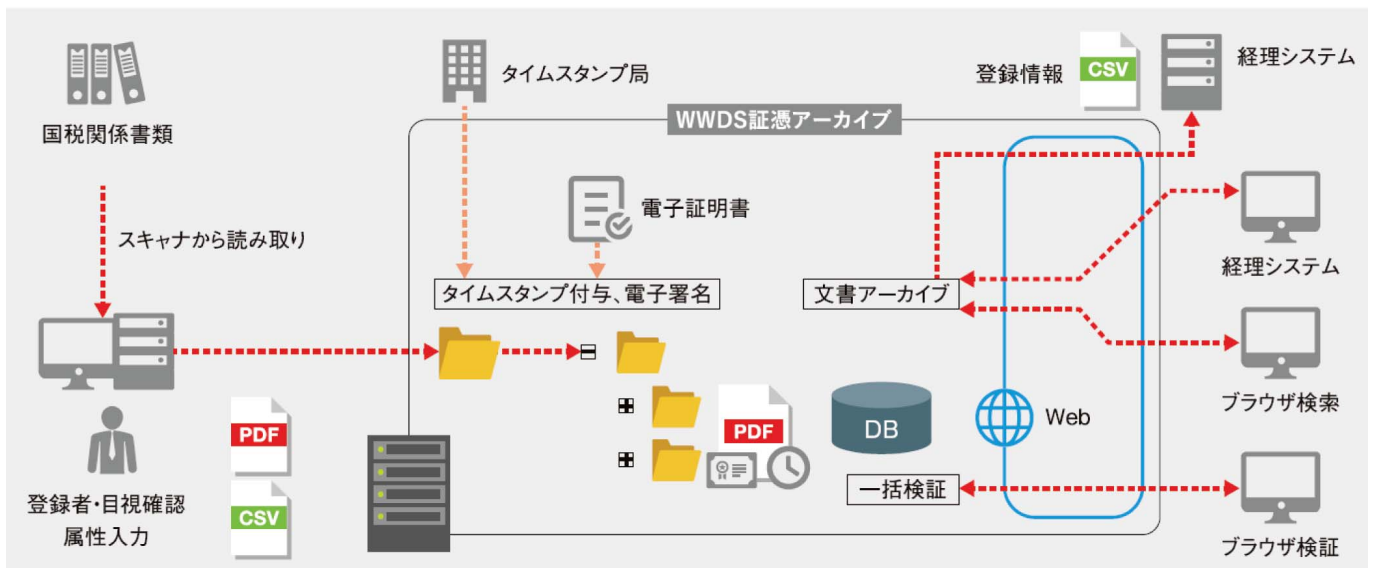 国税関係書類
タイムスタンプ局
登録情報
CSV
経理システム
WWDS証憑アーカイブ
電子証明書
スキャナから読み取り
経理システム
タイムスタンプ付与、電子署名
文書アーカイブ
ブラウザ検索
PDF
PDF
DB
Web
登録者・目視確認
属性入力
CSV
一括検証
ブラウザ検証